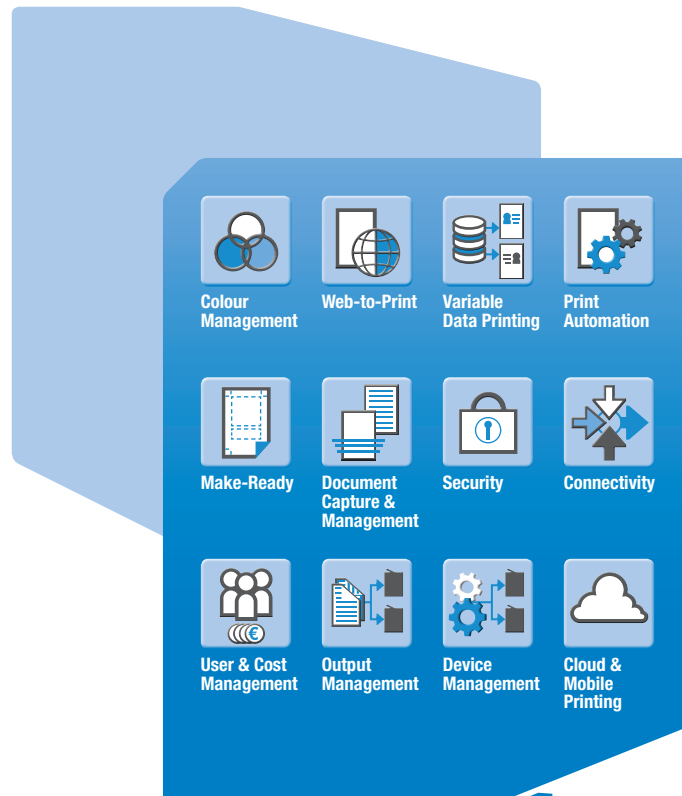 Colour
Management
Web-to-Print
Variable
Data Printing
Print
Automation
Make-Ready
Document
Capture &
Management
Security
Connectivity
€
User & Cost
Management
Output
Management
Device
Management
Cloud &
Mobile
Printing